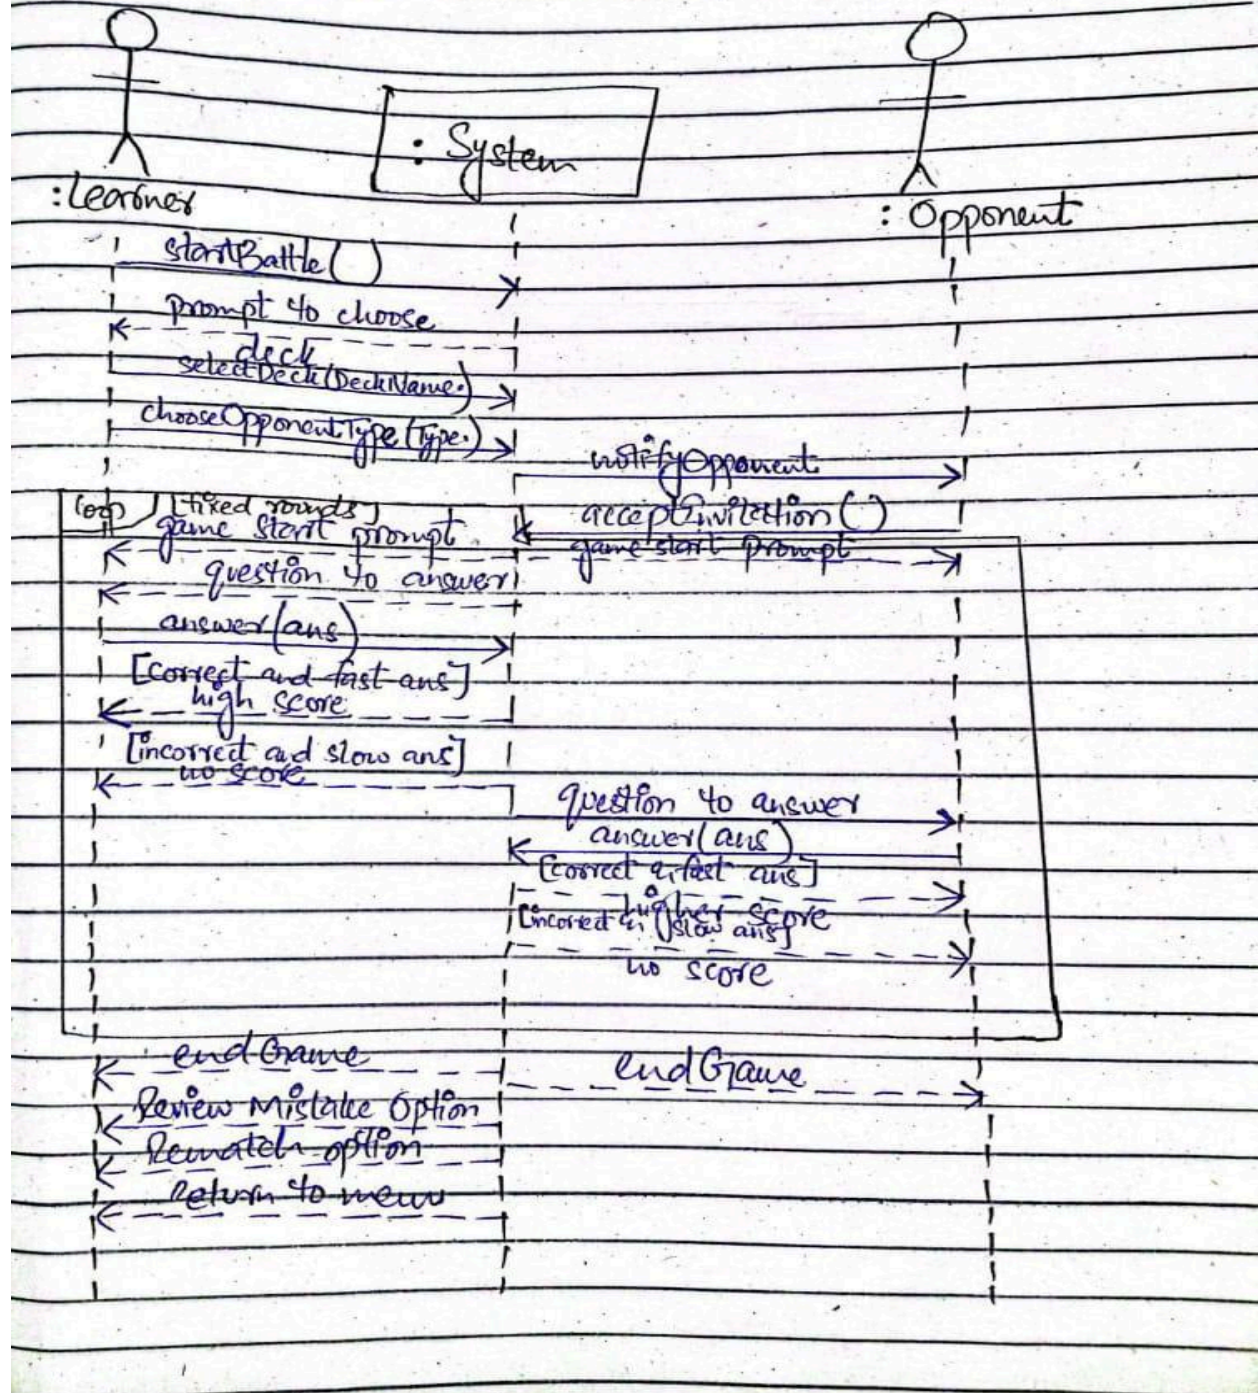 : System
:Learner
: Opponent
startBattle( )
prompt to choose
deck
selectDeck(DeckName.)
chooseOpponentType(Type.)
notifyOpponent
loop [fixed rounds]
acceptInvitation( )
game start prompt.
game start prompt
question to answer
answer(ans)
[correct and fast ans]
high score
[incorrect and slow ans]
no score
question to answer
answer(ans)
[correct & fast ans]
higher score
[incorrect & slow ans]
no score
endGame
endGame
Review Mistake Option
Rematch option
Return to menu